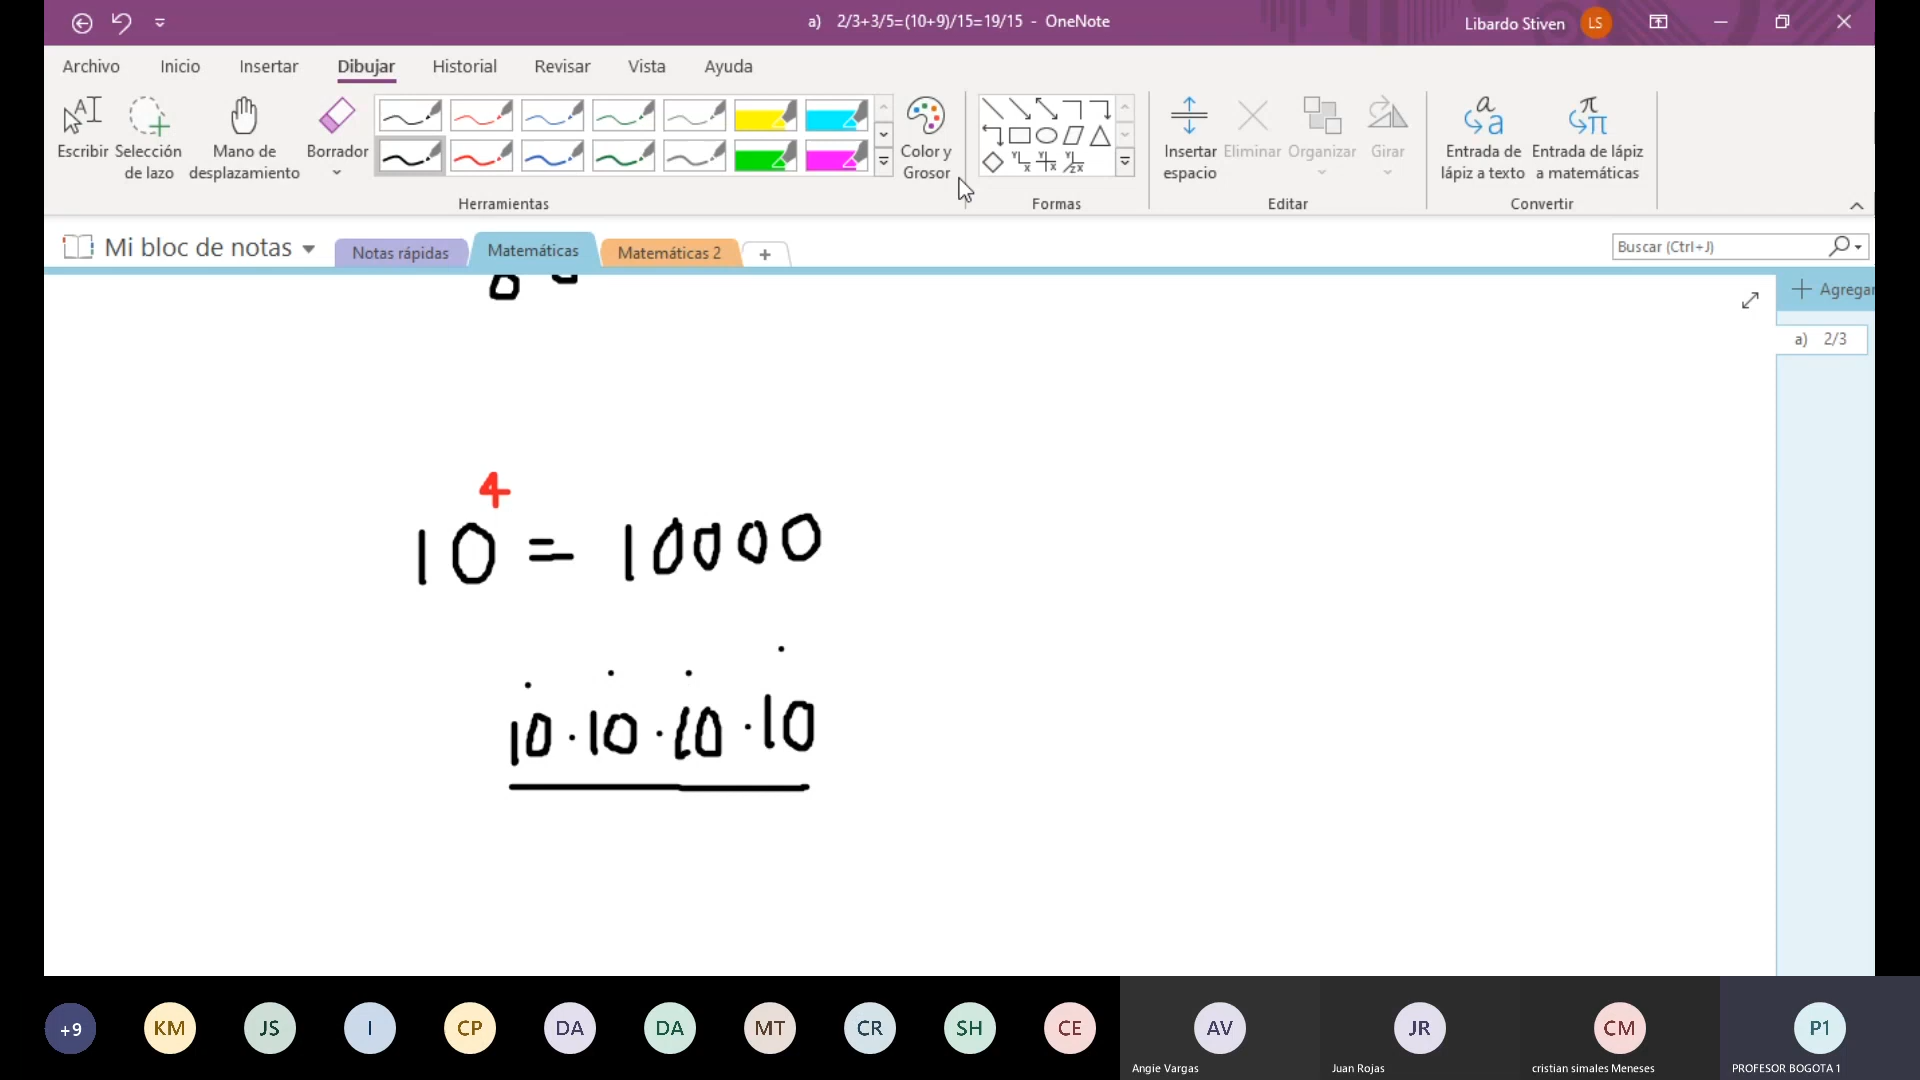 a) 2/3+3/5=(10+9)/15=19/15 - OneNote
Libardo Stiven LS
Archivo Inicio Insertar Dibujar Historial Revisar Vista Ayuda
Escribir
Selección de lazo
Mano de desplazamiento
Borrador
Color y Grosor
Insertar espacio
Eliminar
Organizar
Girar
Entrada de lápiz a texto
Entrada de lápiz a matemáticas
Herramientas Formas Editar Convertir
Mi bloc de notas Notas rápidas Matemáticas Matemáticas 2 + Buscar (Ctrl+J)
Agregar
a) 2/3
10⁴ = 10000
10 · 10 · 10 · 10
+9 KM JS I CP DA DA MT CR SH CE AV JR CM P1
Angie Vargas Juan Rojas cristian simales Meneses PROFESOR BOGOTA 1